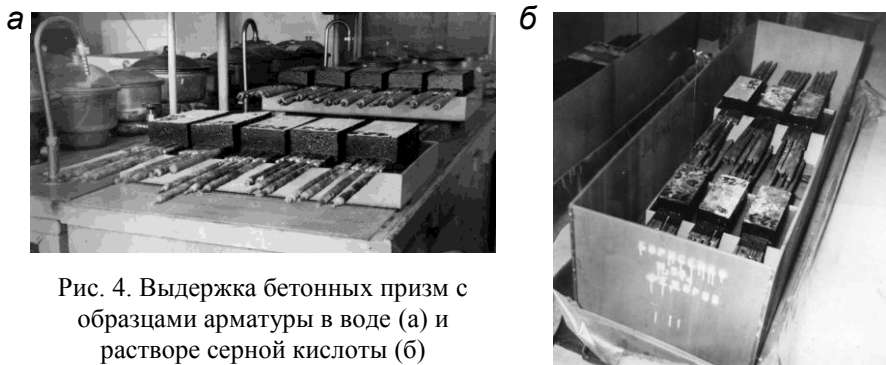 а
б
Рис. 4. Выдержка бетонных призм с
образцами арматуры в воде (а) и
растворе серной кислоты (б)